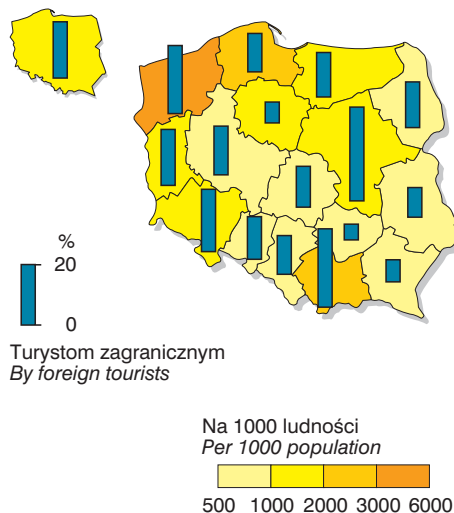 %
20
0
Turystom zagranicznym
By foreign tourists
Na 1000 ludności
Per 1000 population
500 1000 2000 3000 6000